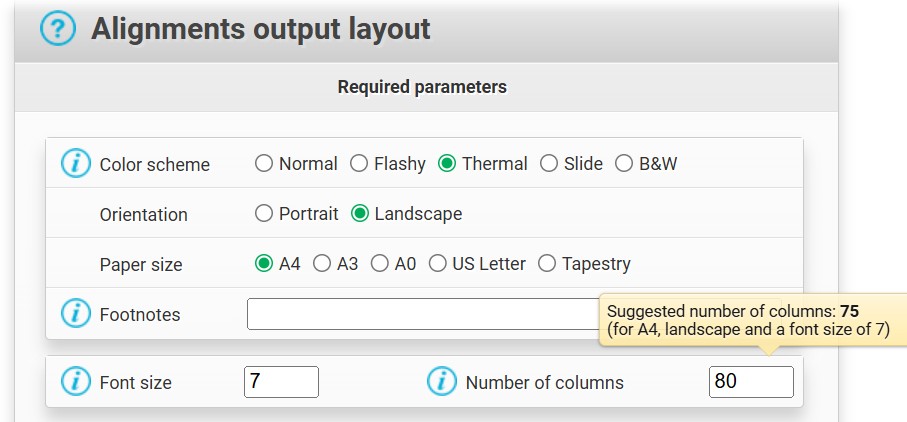 ? Alignments output layout
Required parameters
i Color scheme Normal Flashy Thermal Slide B&W
Orientation Portrait Landscape
Paper size A4 A3 A0 US Letter Tapestry
i Footnotes
Suggested number of columns: 75
(for A4, landscape and a font size of 7)
i Font size 7 i Number of columns 80